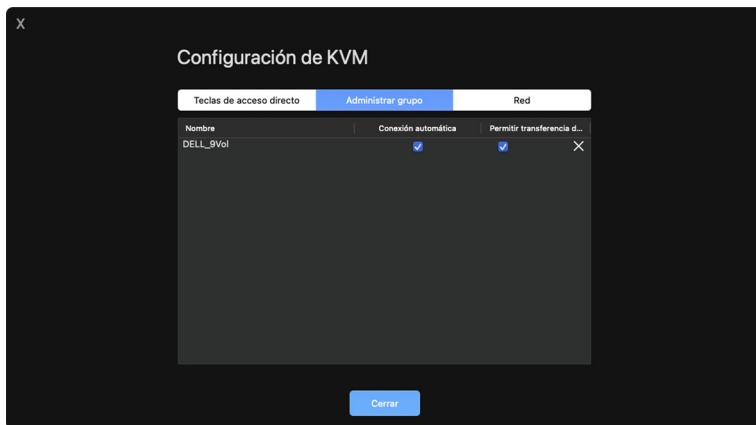 X
Configuración de KVM
Teclas de acceso directo Administrar grupo Red
Nombre Conexión automática Permitir transferencia d...
DELL_9Vol
Cerrar